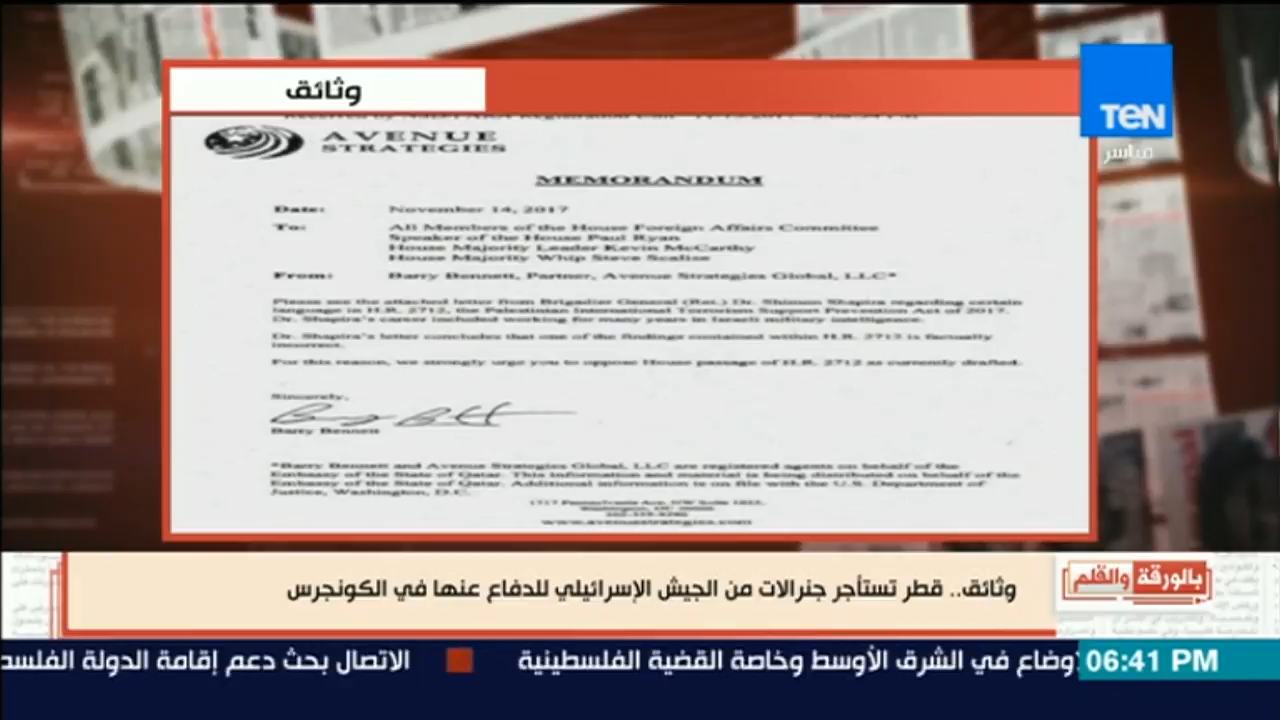 وثائق
TEN
مباشر
AVENUE
STRATEGIES
MEMORANDUM
Date: November 14, 2017
To: All Members of the House Foreign Affairs Committee
Speaker of the House Paul Ryan
House Majority Leader Kevin McCarthy
House Majority Whip Steve Scalise
From: Barry Bennett, Partner, Avenue Strategies Global, LLC*
Please see the attached letter from Brigadier General (Ret.) Dr. Shimon Shapira regarding certain
language in H.R. 2712, the Palestinian International Terrorism Support Prevention Act of 2017.
Dr. Shapira's career included working for many years in Israeli military intelligence.
Dr. Shapira's letter concludes that one of the findings contained within H.R. 2712 is factually
incorrect.
For this reason, we strongly urge you to oppose House passage of H.R. 2712 as currently drafted.
Sincerely,
Barry Bennett
*Barry Bennett and Avenue Strategies Global, LLC are registered agents on behalf of the
Embassy of the State of Qatar. This information and material is being distributed on behalf of the
Embassy of the State of Qatar. Additional information is on file with the U.S. Department of
Justice, Washington, D.C.
www.avenuestrategies.com
وثائق.. قطر تستأجر جنرالات من الجيش الإسرائيلي للدفاع عنها في الكونجرس
بالورقة والقلم
06:41 PM
وضاع في الشرق الأوسط وخاصة القضية الفلسطينية
الاتصال بحث دعم إقامة الدولة الفلس